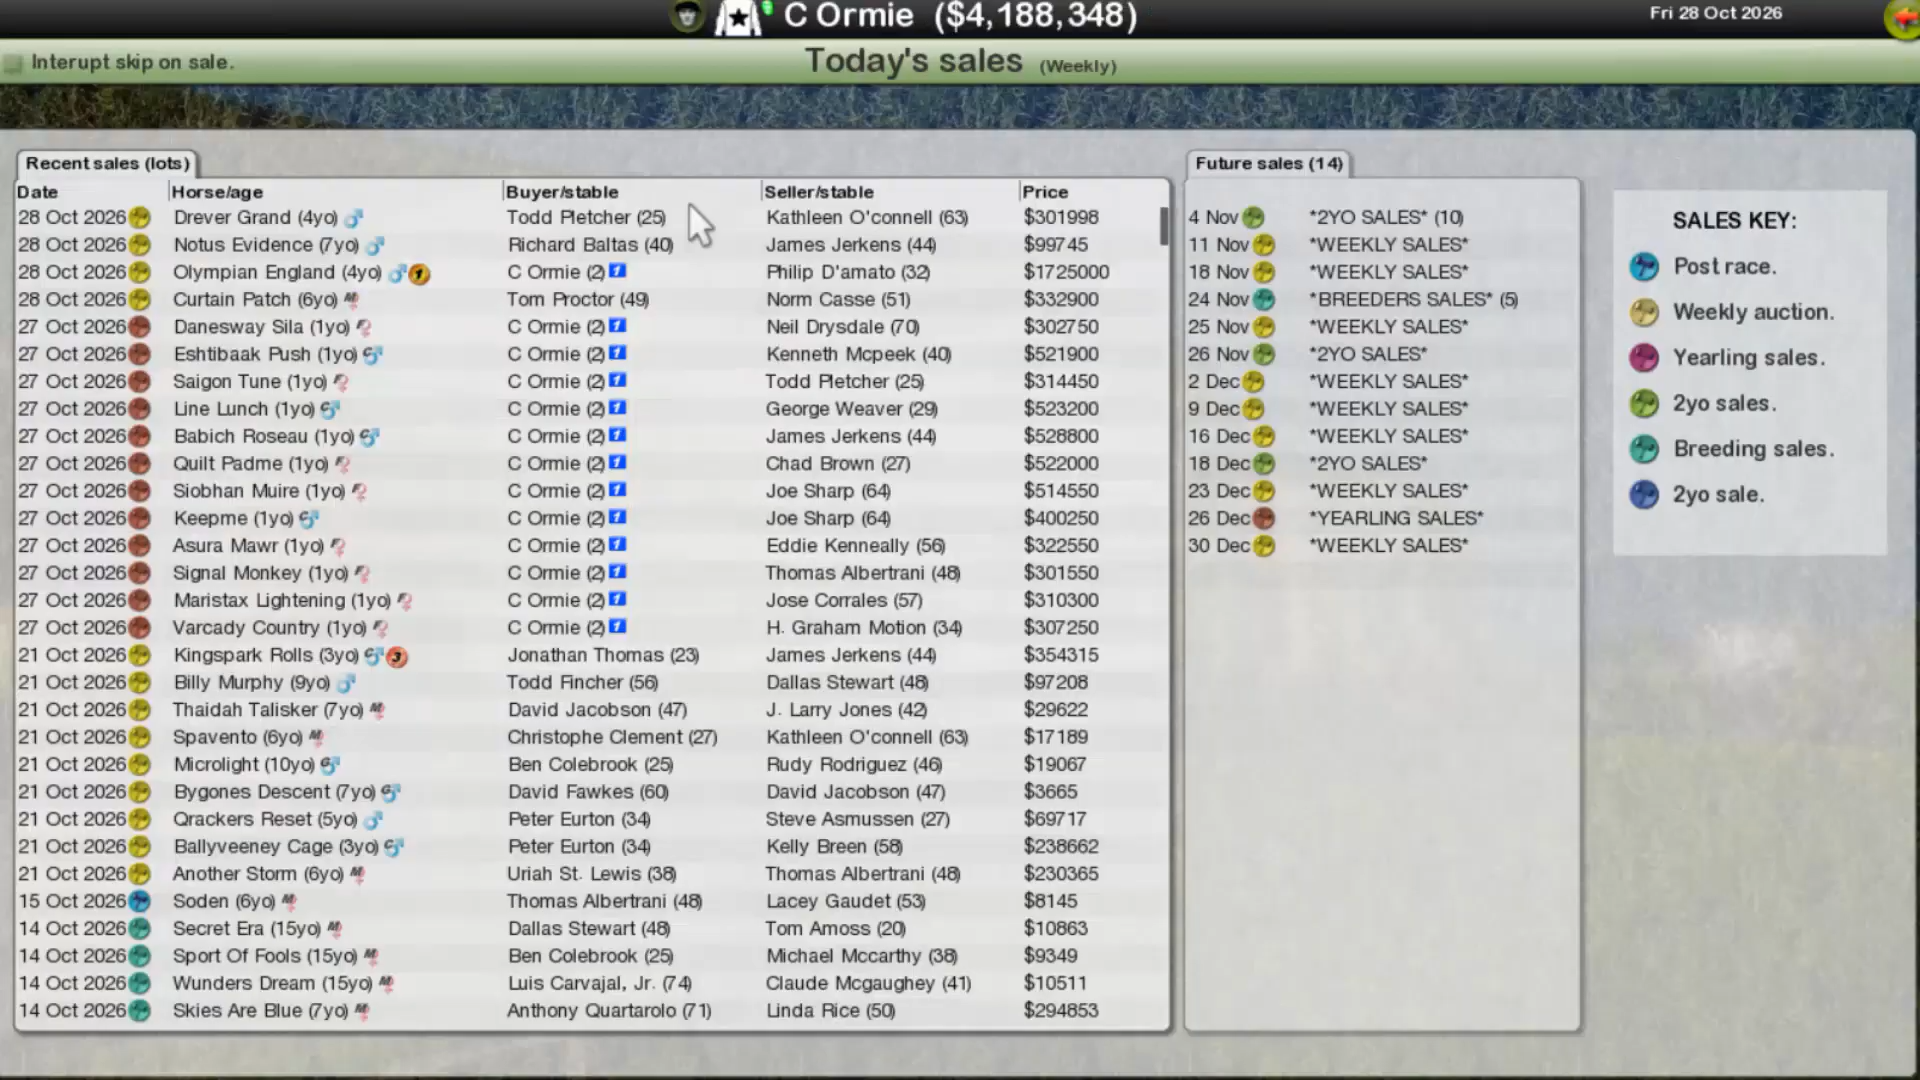 C Ormie ($4,188,348)
Fri 28 Oct 2026
Interupt skip on sale.
Today's sales (Weekly)
Recent sales (lots)
Date Horse/age Buyer/stable Seller/stable Price
28 Oct 2026 Drever Grand (4yo) Todd Pletcher (25) Kathleen O'connell (63) $301998
28 Oct 2026 Notus Evidence (7yo) Richard Baltas (40) James Jerkens (44) $99745
28 Oct 2026 Olympian England (4yo) 1 C Ormie (2) 1 Philip D'amato (32) $1725000
28 Oct 2026 Curtain Patch (6yo) M Tom Proctor (49) Norm Casse (51) $332900
27 Oct 2026 Danesway Sila (1yo) F C Ormie (2) 1 Neil Drysdale (70) $302750
27 Oct 2026 Eshtibaak Push (1yo) C C Ormie (2) 1 Kenneth Mcpeek (40) $521900
27 Oct 2026 Saigon Tune (1yo) F C Ormie (2) 1 Todd Pletcher (25) $314450
27 Oct 2026 Line Lunch (1yo) C C Ormie (2) 1 George Weaver (29) $523200
27 Oct 2026 Babich Roseau (1yo) C C Ormie (2) 1 James Jerkens (44) $528800
27 Oct 2026 Quilt Padme (1yo) F C Ormie (2) 1 Chad Brown (27) $522000
27 Oct 2026 Siobhan Muire (1yo) F C Ormie (2) 1 Joe Sharp (64) $514550
27 Oct 2026 Keepme (1yo) C C Ormie (2) 1 Joe Sharp (64) $400250
27 Oct 2026 Asura Mawr (1yo) F C Ormie (2) 1 Eddie Kenneally (56) $322550
27 Oct 2026 Signal Monkey (1yo) F C Ormie (2) 1 Thomas Albertrani (48) $301550
27 Oct 2026 Maristax Lightening (1yo) F C Ormie (2) 1 Jose Corrales (57) $310300
27 Oct 2026 Varcady Country (1yo) F C Ormie (2) 1 H. Graham Motion (34) $307250
21 Oct 2026 Kingspark Rolls (3yo) C 3 Jonathan Thomas (23) James Jerkens (44) $354315
21 Oct 2026 Billy Murphy (9yo) Todd Fincher (56) Dallas Stewart (48) $97208
21 Oct 2026 Thaidah Talisker (7yo) M David Jacobson (47) J. Larry Jones (42) $29622
21 Oct 2026 Spavento (6yo) M Christophe Clement (27) Kathleen O'connell (63) $17189
21 Oct 2026 Microlight (10yo) G Ben Colebrook (25) Rudy Rodriguez (46) $19067
21 Oct 2026 Bygones Descent (7yo) G David Fawkes (60) David Jacobson (47) $3665
21 Oct 2026 Qrackers Reset (5yo) Peter Eurton (34) Steve Asmussen (27) $69717
21 Oct 2026 Ballyveeney Cage (3yo) G Peter Eurton (34) Kelly Breen (58) $238662
21 Oct 2026 Another Storm (6yo) M Uriah St. Lewis (38) Thomas Albertrani (48) $230365
15 Oct 2026 Soden (6yo) M Thomas Albertrani (48) Lacey Gaudet (53) $8145
14 Oct 2026 Secret Era (15yo) M Dallas Stewart (48) Tom Amoss (20) $10863
14 Oct 2026 Sport Of Fools (15yo) M Ben Colebrook (25) Michael Mccarthy (38) $9349
14 Oct 2026 Wunders Dream (15yo) M Luis Carvajal, Jr. (74) Claude Mcgaughey (41) $10511
14 Oct 2026 Skies Are Blue (7yo) M Anthony Quartarolo (71) Linda Rice (50) $294853
Future sales (14)
4 Nov *2YO SALES* (10)
11 Nov *WEEKLY SALES*
18 Nov *WEEKLY SALES*
24 Nov *BREEDERS SALES* (5)
25 Nov *WEEKLY SALES*
26 Nov *2YO SALES*
2 Dec *WEEKLY SALES*
9 Dec *WEEKLY SALES*
16 Dec *WEEKLY SALES*
18 Dec *2YO SALES*
23 Dec *WEEKLY SALES*
26 Dec *YEARLING SALES*
30 Dec *WEEKLY SALES*
SALES KEY:
Post race.
Weekly auction.
Yearling sales.
2yo sales.
Breeding sales.
2yo sale.